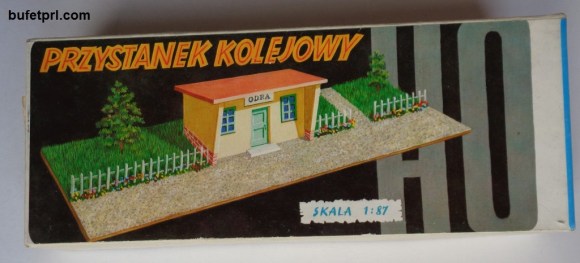 bufetprl.com
PRZYSTANEK KOLEJOWY
HO
ODRA
SKALA 1:87